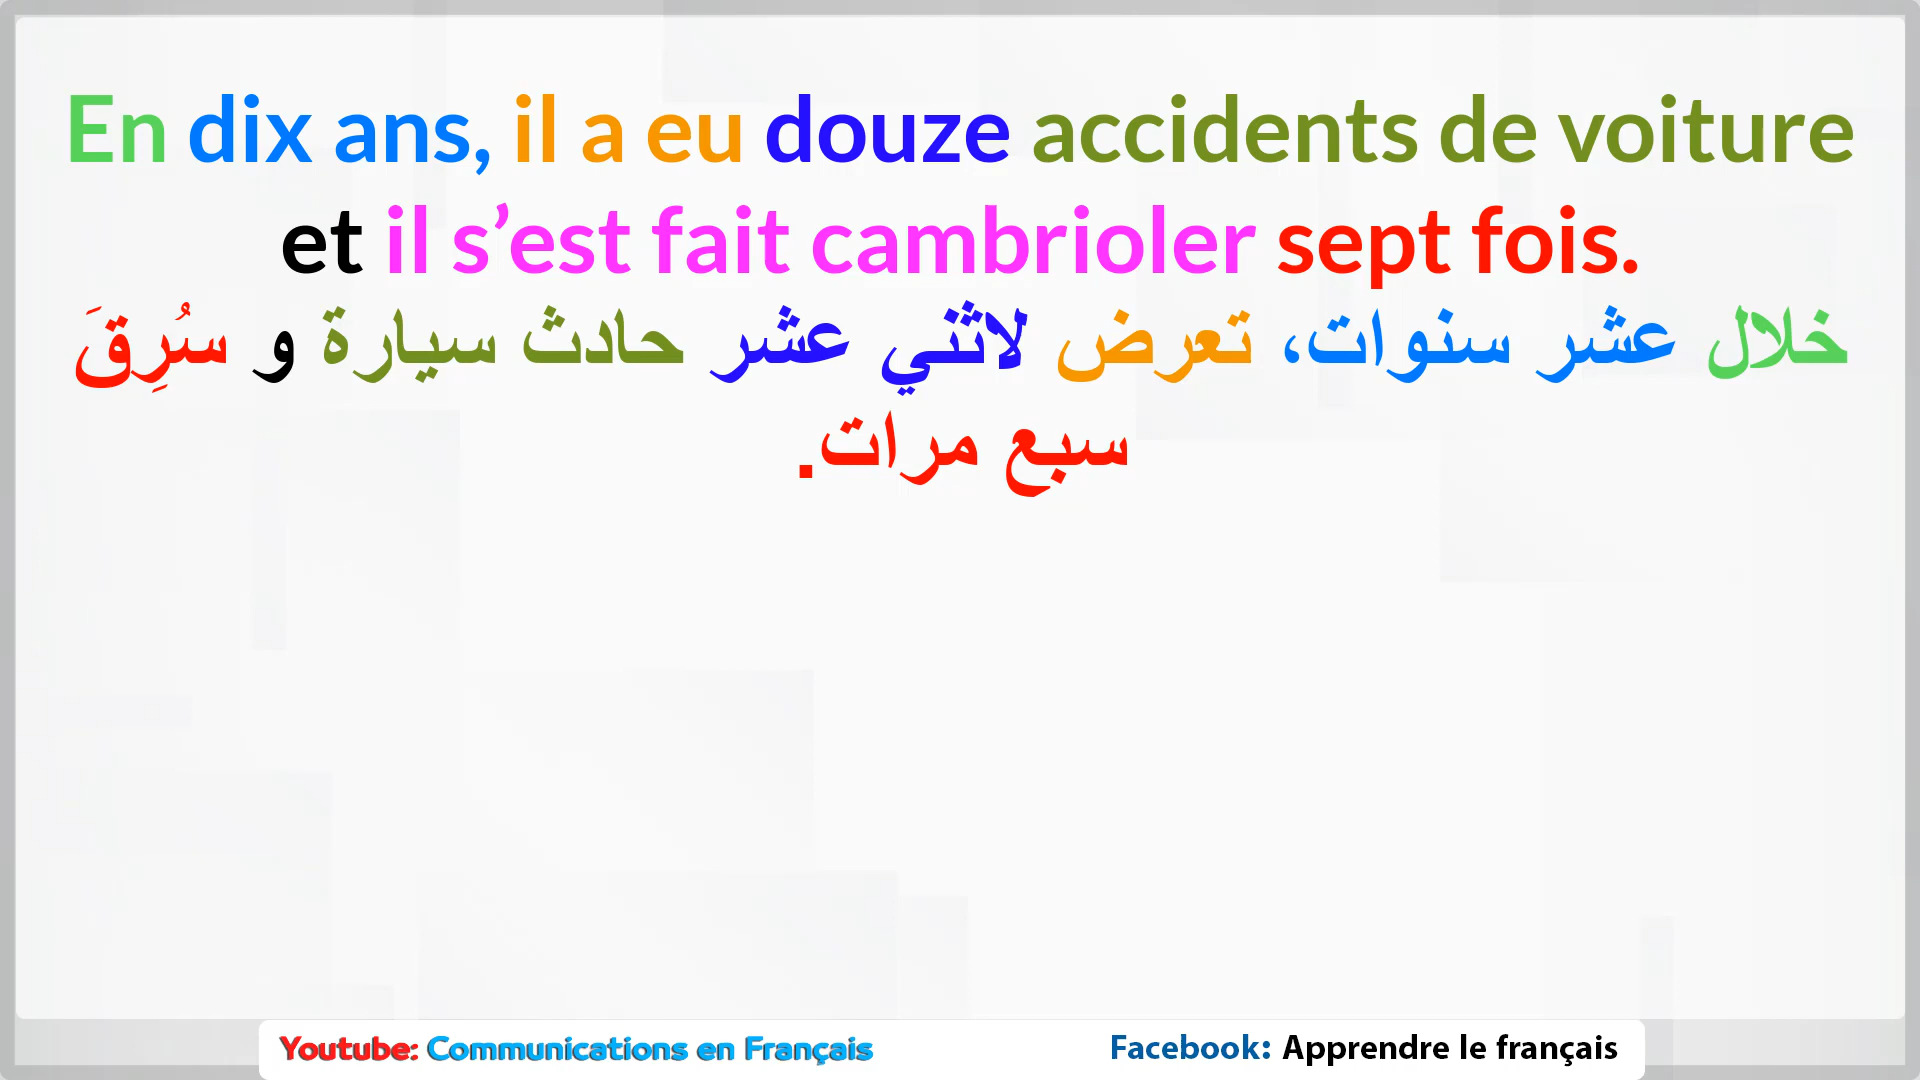 En dix ans, il a eu douze accidents de voiture
et il s’est fait cambrioler sept fois.
خلال عشر سنوات، تعرض لاثني عشر حادث سيارة و سُرِقَ
سبع مرات.
Youtube: Communications en Français
Facebook: Apprendre le français